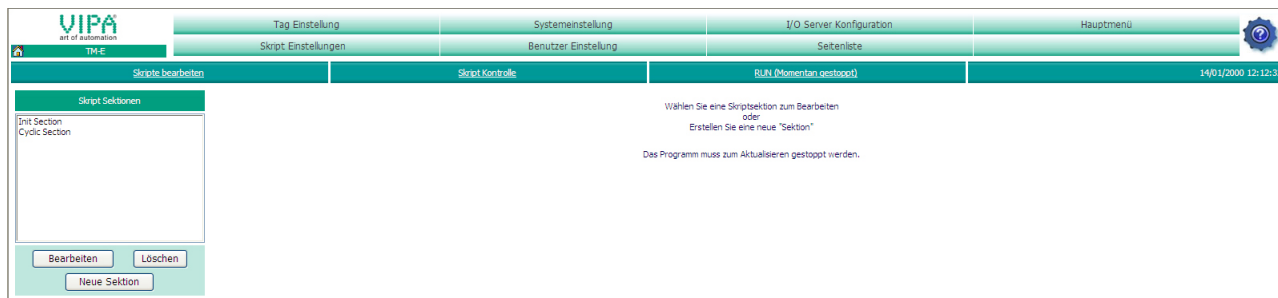 VIPA
art of automation
TM-E
Tag Einstellung
Systemeinstellung
I/O Server Konfiguration
Hauptmenü
Skript Einstellungen
Benutzer Einstellung
Seitenliste
Skripte bearbeiten
Skript Kontrolle
RUN (Momentan gestoppt)
14/01/2000 12:12:3
Skript Sektionen
Init Section
Cyclic Section
Bearbeiten
Löschen
Neue Sektion
Wählen Sie eine Skriptsektion zum Bearbeiten
oder
Erstellen Sie eine neue "Sektion"
Das Programm muss zum Aktualisieren gestoppt werden.